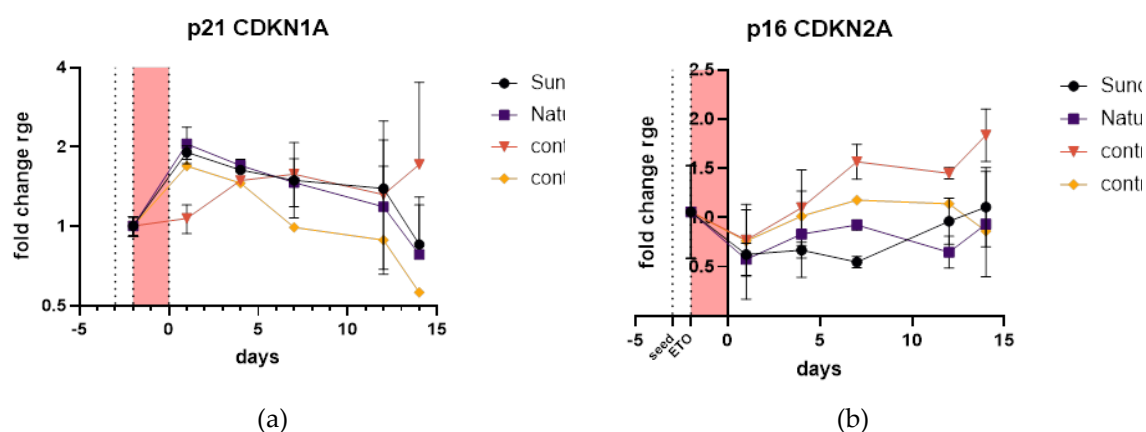 p21 CDKN1A
4
2
1
0.5
fold change rge
-5
0
5
10
15
days
Sun
Natu
cont
cont
(a)
p16 CDKN2A
2.5
2.0
1.5
1.0
0.5
fold change rge
-5
seed
ETO
0
5
10
15
days
Sunc
Natu
contr
contr
(b)